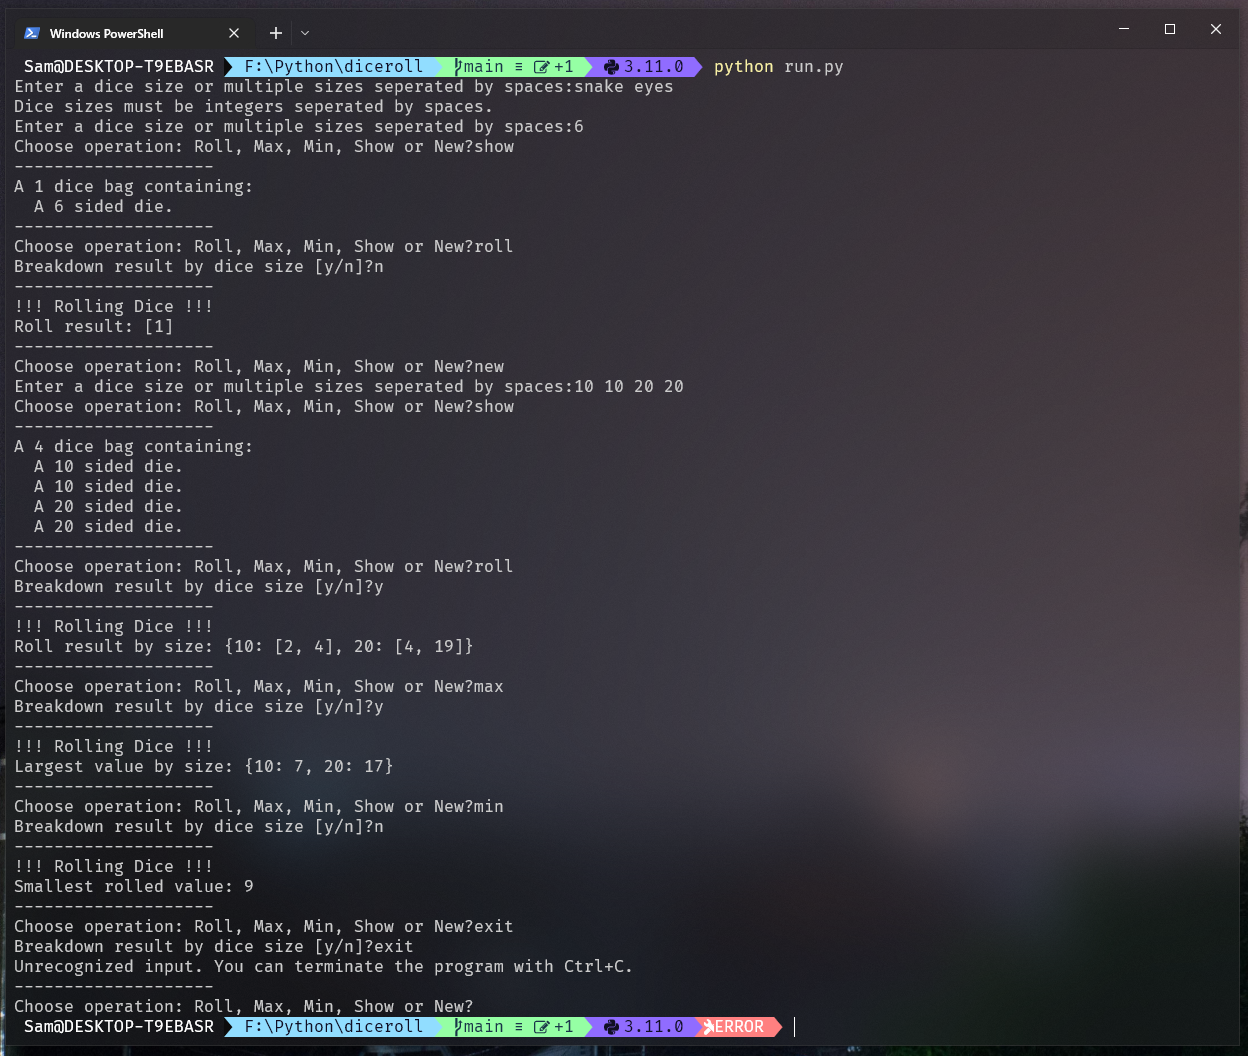 Windows PowerShell
Sam@DESKTOP-T9EBASR F:\Python\diceroll main ≡ +1 3.11.0 python run.py
Enter a dice size or multiple sizes seperated by spaces:snake eyes
Dice sizes must be integers seperated by spaces.
Enter a dice size or multiple sizes seperated by spaces:6
Choose operation: Roll, Max, Min, Show or New?show
--------------------
A 1 dice bag containing:
  A 6 sided die.
--------------------
Choose operation: Roll, Max, Min, Show or New?roll
Breakdown result by dice size [y/n]?n
--------------------
!!! Rolling Dice !!!
Roll result: [1]
--------------------
Choose operation: Roll, Max, Min, Show or New?new
Enter a dice size or multiple sizes seperated by spaces:10 10 20 20
Choose operation: Roll, Max, Min, Show or New?show
--------------------
A 4 dice bag containing:
  A 10 sided die.
  A 10 sided die.
  A 20 sided die.
  A 20 sided die.
--------------------
Choose operation: Roll, Max, Min, Show or New?roll
Breakdown result by dice size [y/n]?y
--------------------
!!! Rolling Dice !!!
Roll result by size: {10: [2, 4], 20: [4, 19]}
--------------------
Choose operation: Roll, Max, Min, Show or New?max
Breakdown result by dice size [y/n]?y
--------------------
!!! Rolling Dice !!!
Largest value by size: {10: 7, 20: 17}
--------------------
Choose operation: Roll, Max, Min, Show or New?min
Breakdown result by dice size [y/n]?n
--------------------
!!! Rolling Dice !!!
Smallest rolled value: 9
--------------------
Choose operation: Roll, Max, Min, Show or New?exit
Breakdown result by dice size [y/n]?exit
Unrecognized input. You can terminate the program with Ctrl+C.
--------------------
Choose operation: Roll, Max, Min, Show or New?
Sam@DESKTOP-T9EBASR F:\Python\diceroll main ≡ +1 3.11.0 ERROR